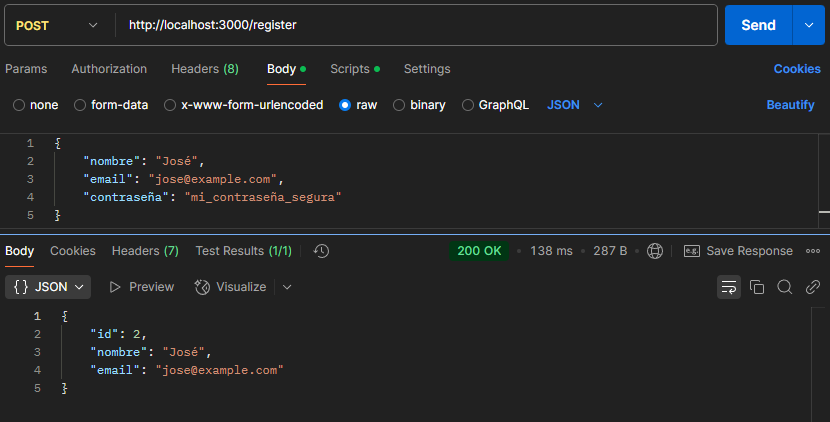 POST http://localhost:3000/register Send
Params Authorization Headers (8) Body Scripts Settings Cookies
none form-data x-www-form-urlencoded raw binary GraphQL JSON Beautify
1 {
2 "nombre": "José",
3 "email": "jose@example.com",
4 "contraseña": "mi_contraseña_segura"
5 }
Body Cookies Headers (7) Test Results (1/1) 200 OK 138 ms 287 B e.g. Save Response
{} JSON Preview Visualize
1 {
2 "id": 2,
3 "nombre": "José",
4 "email": "jose@example.com"
5 }